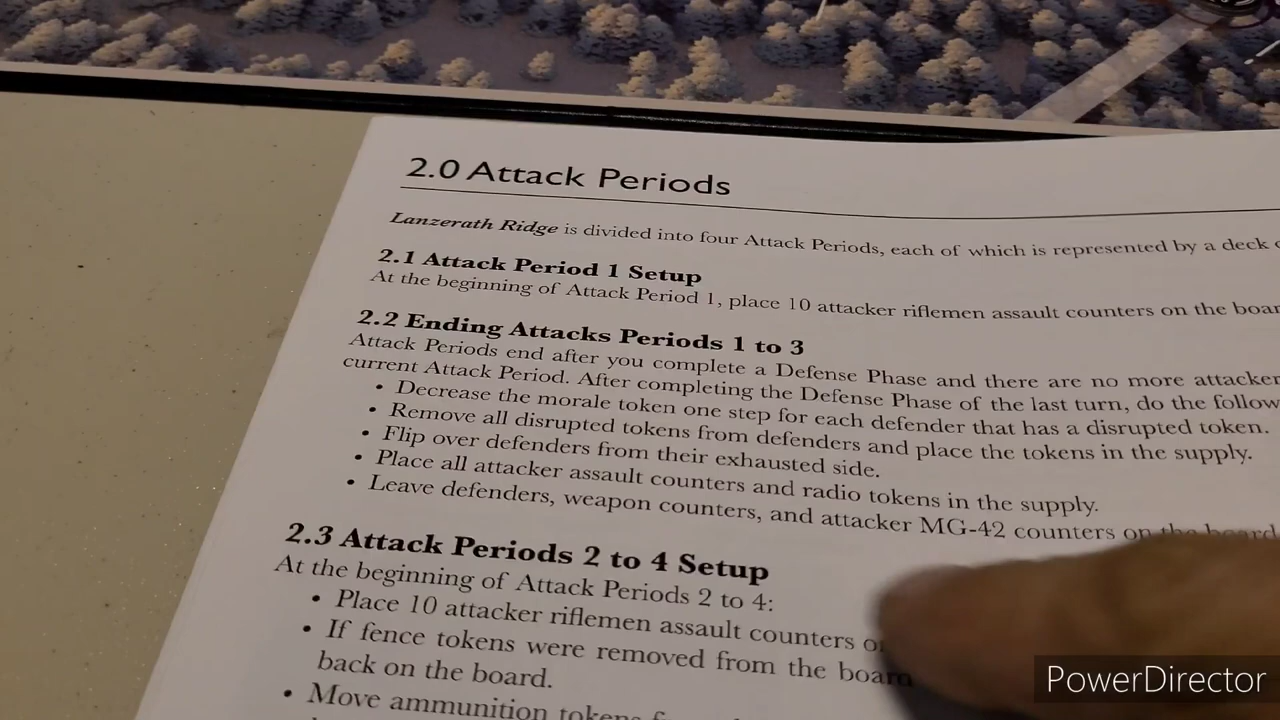 2.0 Attack Periods
Lanzerath Ridge is divided into four Attack Periods, each of which is represented by a deck
2.1 Attack Period 1 Setup
At the beginning of Attack Period 1, place 10 attacker riflemen assault counters on the
2.2 Ending Attacks Periods 1 to 3
Attack Periods end after you complete a Defense Phase and there are no more attacker
current Attack Period. After completing the Defense Phase of the last turn, do the
• Decrease the morale token one step for each defender that has a disrupted token.
• Remove all disrupted tokens from defenders and place the tokens in the supply.
• Flip over defenders from their exhausted side.
• Place all attacker assault counters and radio tokens in the supply.
• Leave defenders, weapon counters, and attacker MG-42 counters on the board
2.3 Attack Periods 2 to 4 Setup
At the beginning of Attack Periods 2 to 4:
• Place 10 attacker riflemen assault counters
• If fence tokens were removed from the board
back on the board.
• Move ammunition tokens
PowerDirector